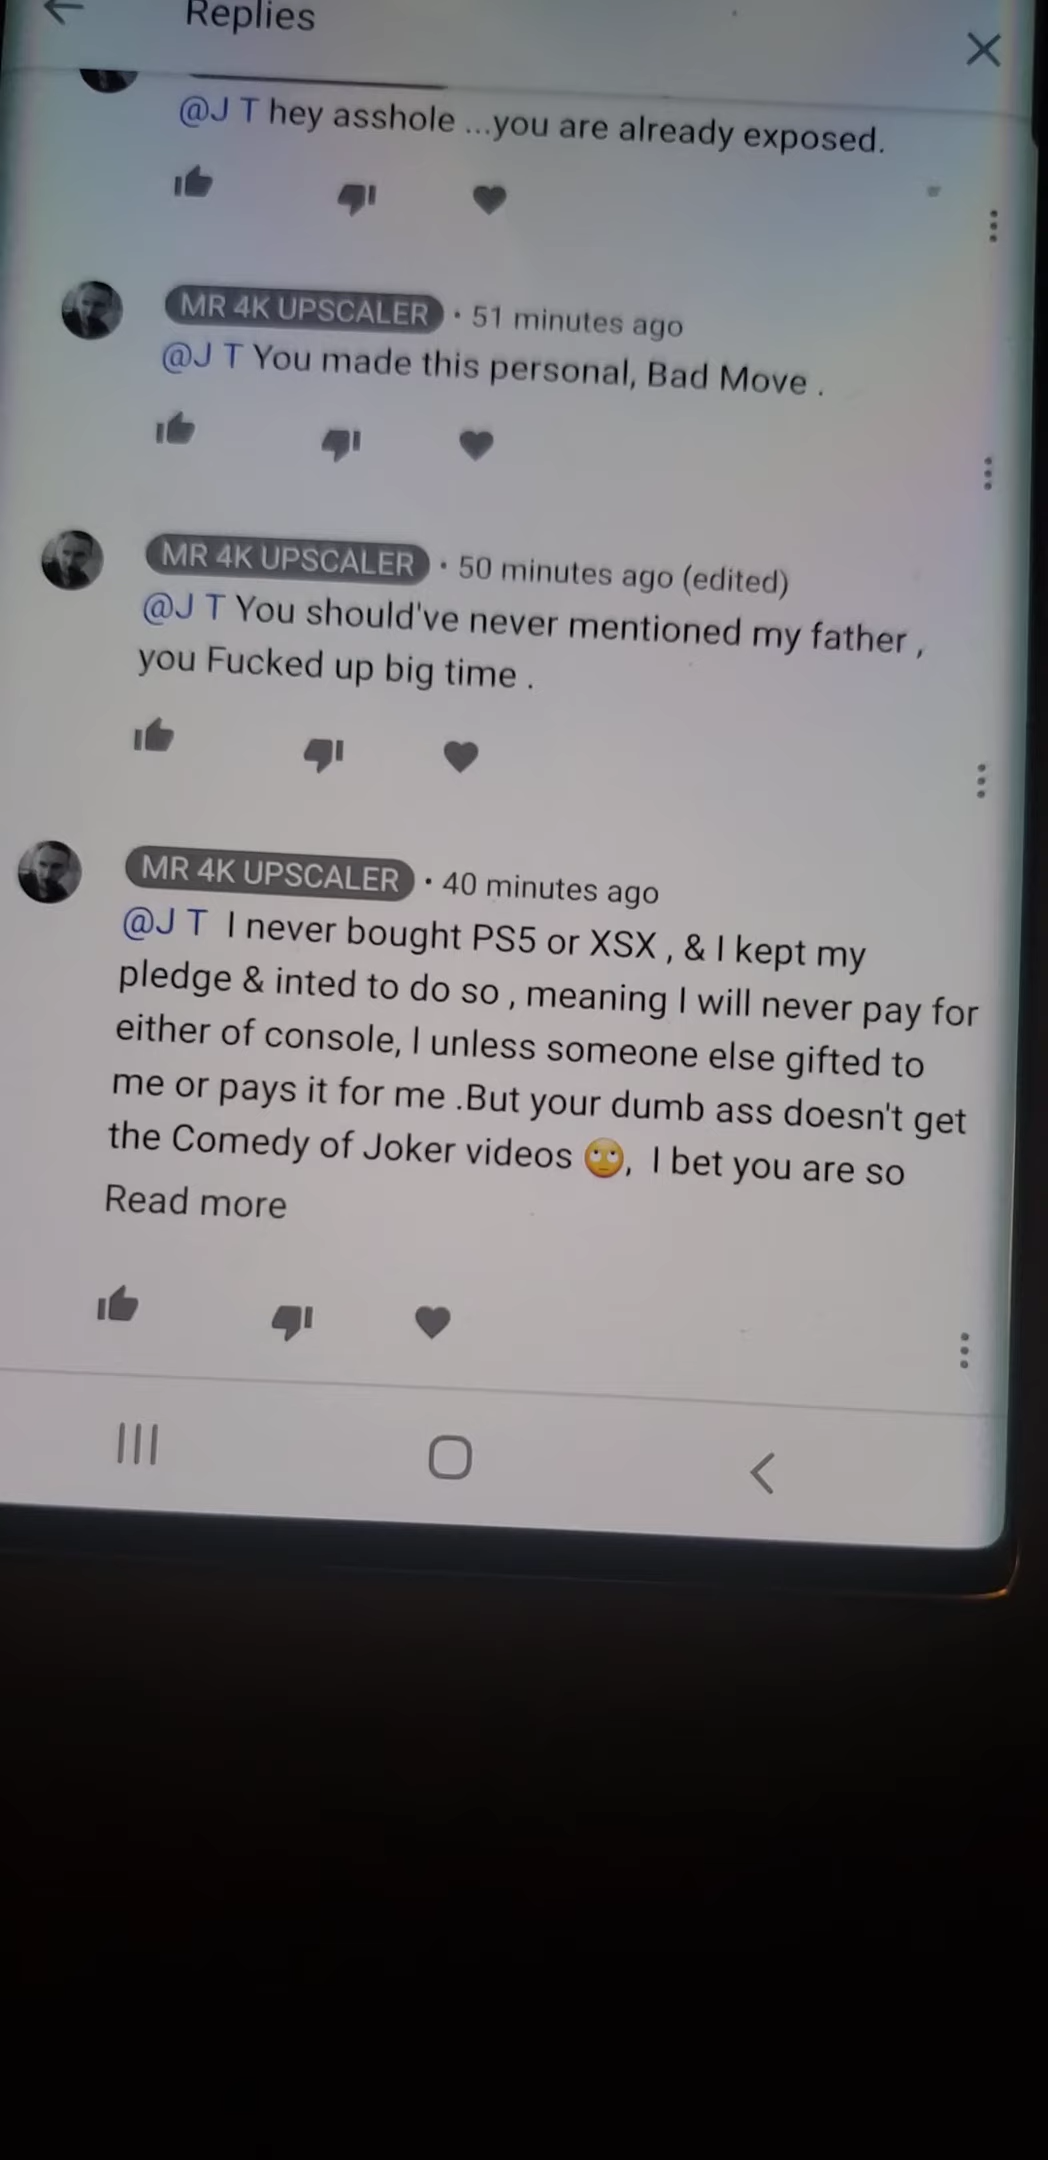 Replies
@J T hey asshole ...you are already exposed.
MR 4K UPSCALER · 51 minutes ago
@J T You made this personal, Bad Move .
MR 4K UPSCALER · 50 minutes ago (edited)
@J T You should've never mentioned my father ,
you Fucked up big time .
MR 4K UPSCALER · 40 minutes ago
@J T I never bought PS5 or XSX , & I kept my
pledge & inted to do so , meaning I will never pay for
either of console, I unless someone else gifted to
me or pays it for me .But your dumb ass doesn't get
the Comedy of Joker videos 🙄, I bet you are so
Read more